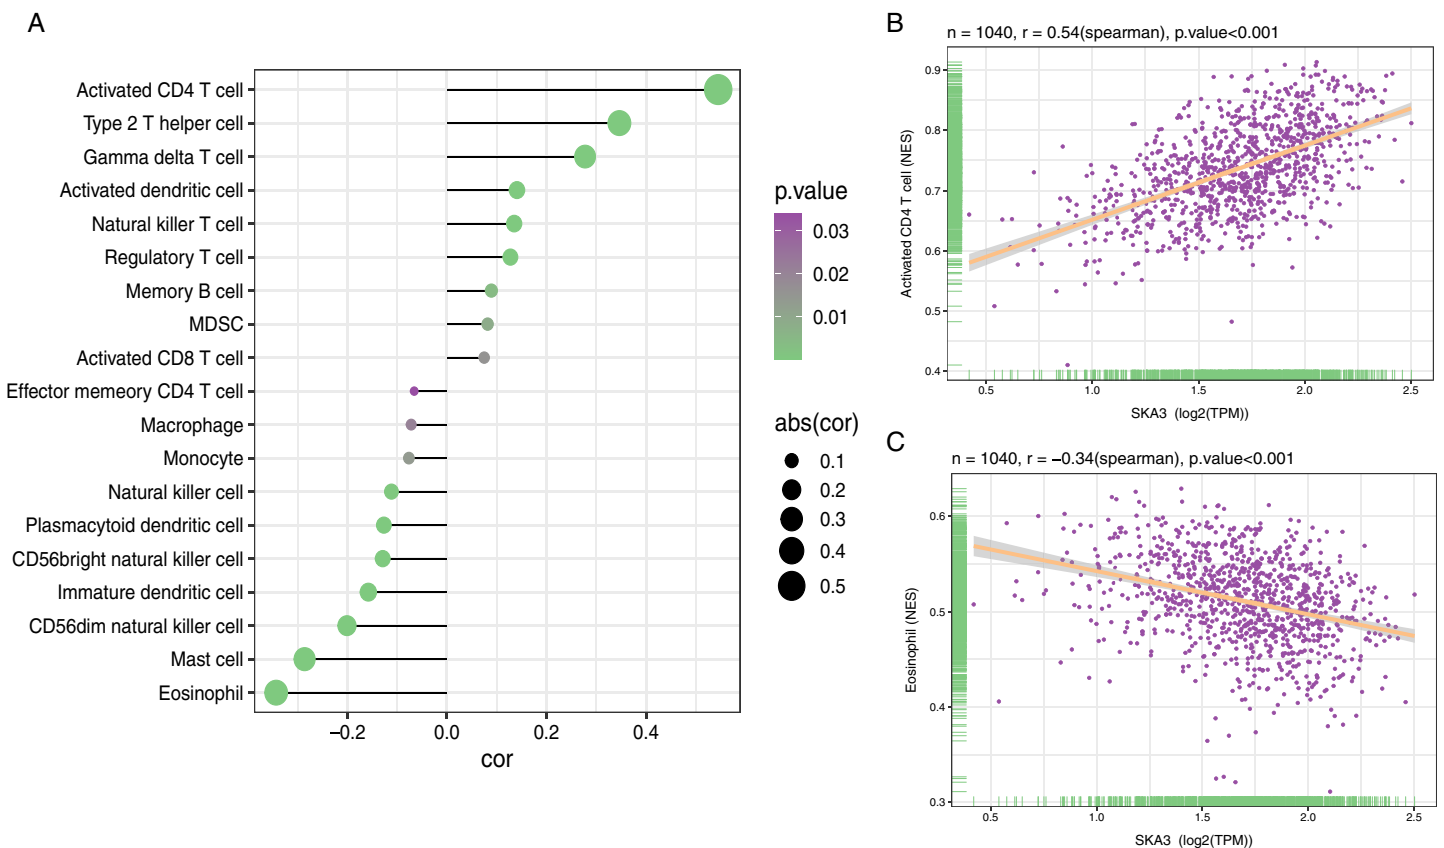 A
Activated CD4 T cell
Type 2 T helper cell
Gamma delta T cell
Activated dendritic cell
Natural killer T cell
Regulatory T cell
Memory B cell
MDSC
Activated CD8 T cell
Effector memeory CD4 T cell
Macrophage
Monocyte
Natural killer cell
Plasmacytoid dendritic cell
CD56bright natural killer cell
Immature dendritic cell
CD56dim natural killer cell
Mast cell
Eosinophil
−0.2 0.0 0.2 0.4
cor
p.value
0.03
0.02
0.01
abs(cor)
0.1
0.2
0.3
0.4
0.5
B
n = 1040, r = 0.54(spearman), p.value<0.001
Activated CD4 T cell (NES)
0.9
0.8
0.7
0.6
0.5
0.4
0.5 1.0 1.5 2.0 2.5
SKA3 (log2(TPM))
C
n = 1040, r = −0.34(spearman), p.value<0.001
Eosinophil (NES)
0.6
0.5
0.4
0.3
0.5 1.0 1.5 2.0 2.5
SKA3 (log2(TPM))